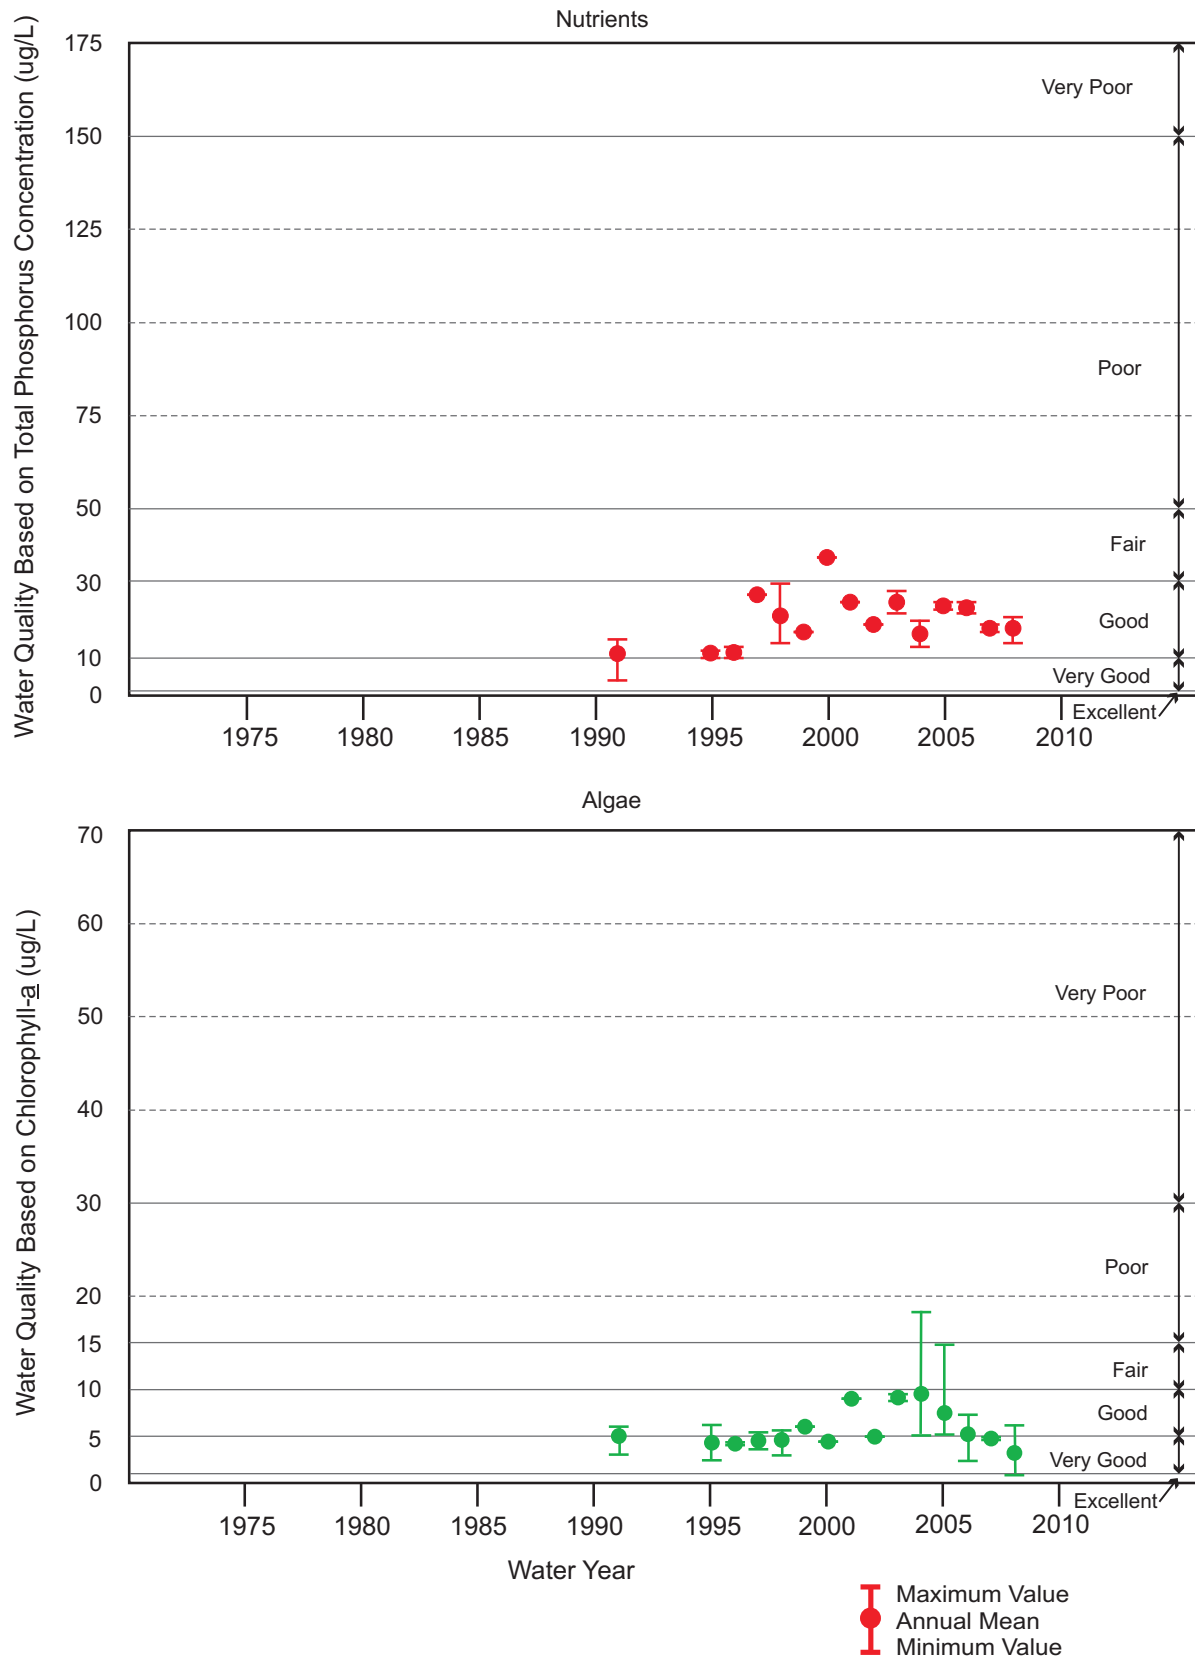 Nutrients
Water Quality Based on Total Phosphorus Concentration (ug/L)
175
150
125
100
75
50
30
10
0
Very Poor
Poor
Fair
Good
Very Good
Excellent
1975 1980 1985 1990 1995 2000 2005 2010
Algae
Water Quality Based on Chlorophyll-a (ug/L)
70
60
50
40
30
20
15
10
5
0
Very Poor
Poor
Fair
Good
Very Good
Excellent
1975 1980 1985 1990 1995 2000 2005 2010
Water Year
Maximum Value
Annual Mean
Minimum Value